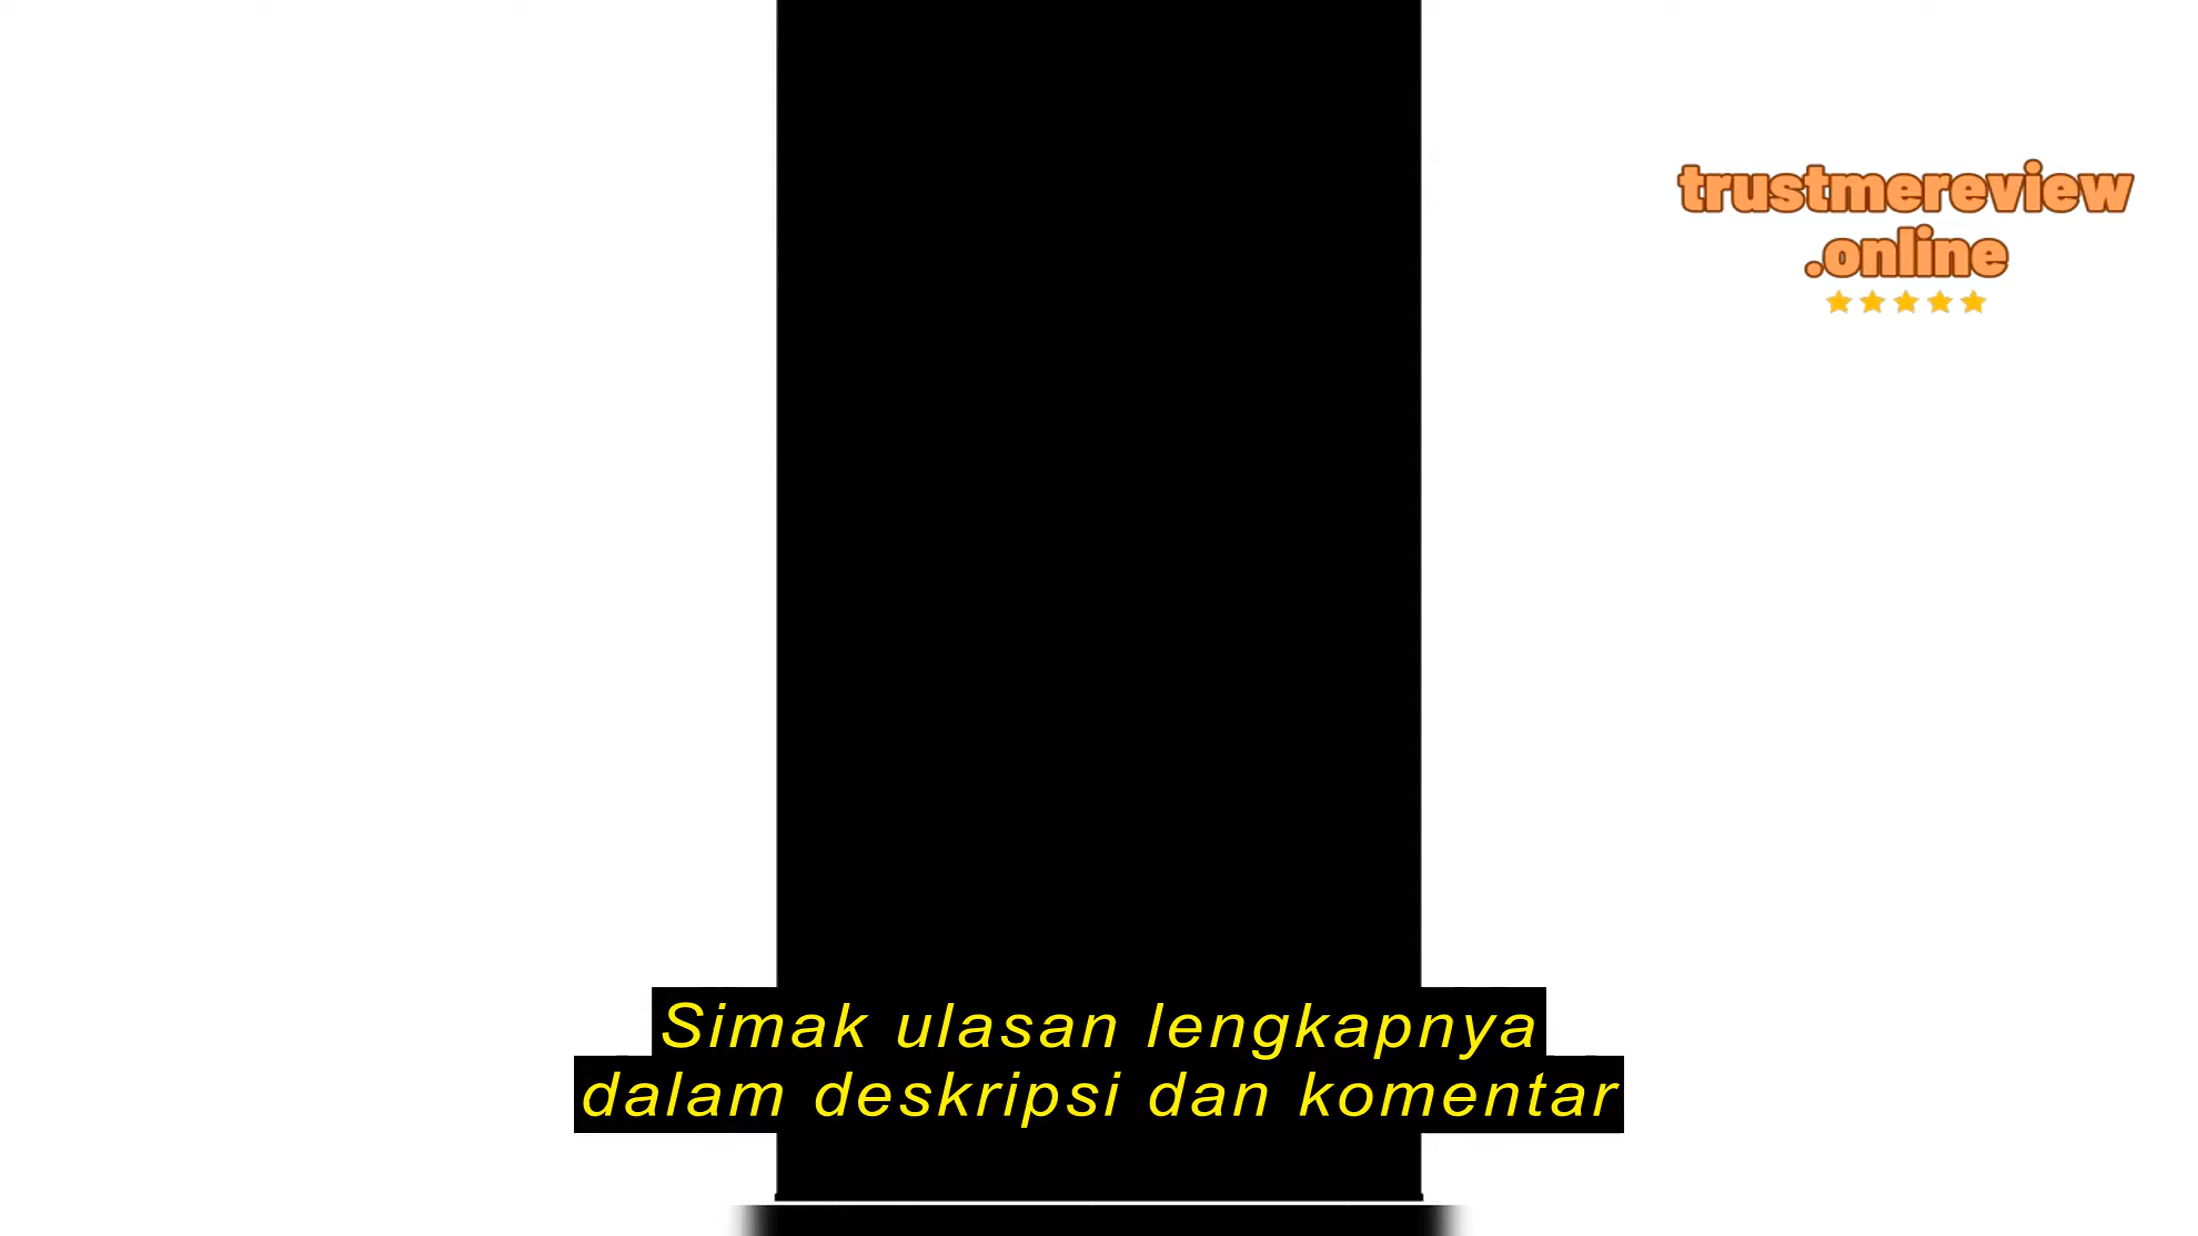 trustmereview
.online
Simak ulasan lengkapnya
dalam deskripsi dan komentar